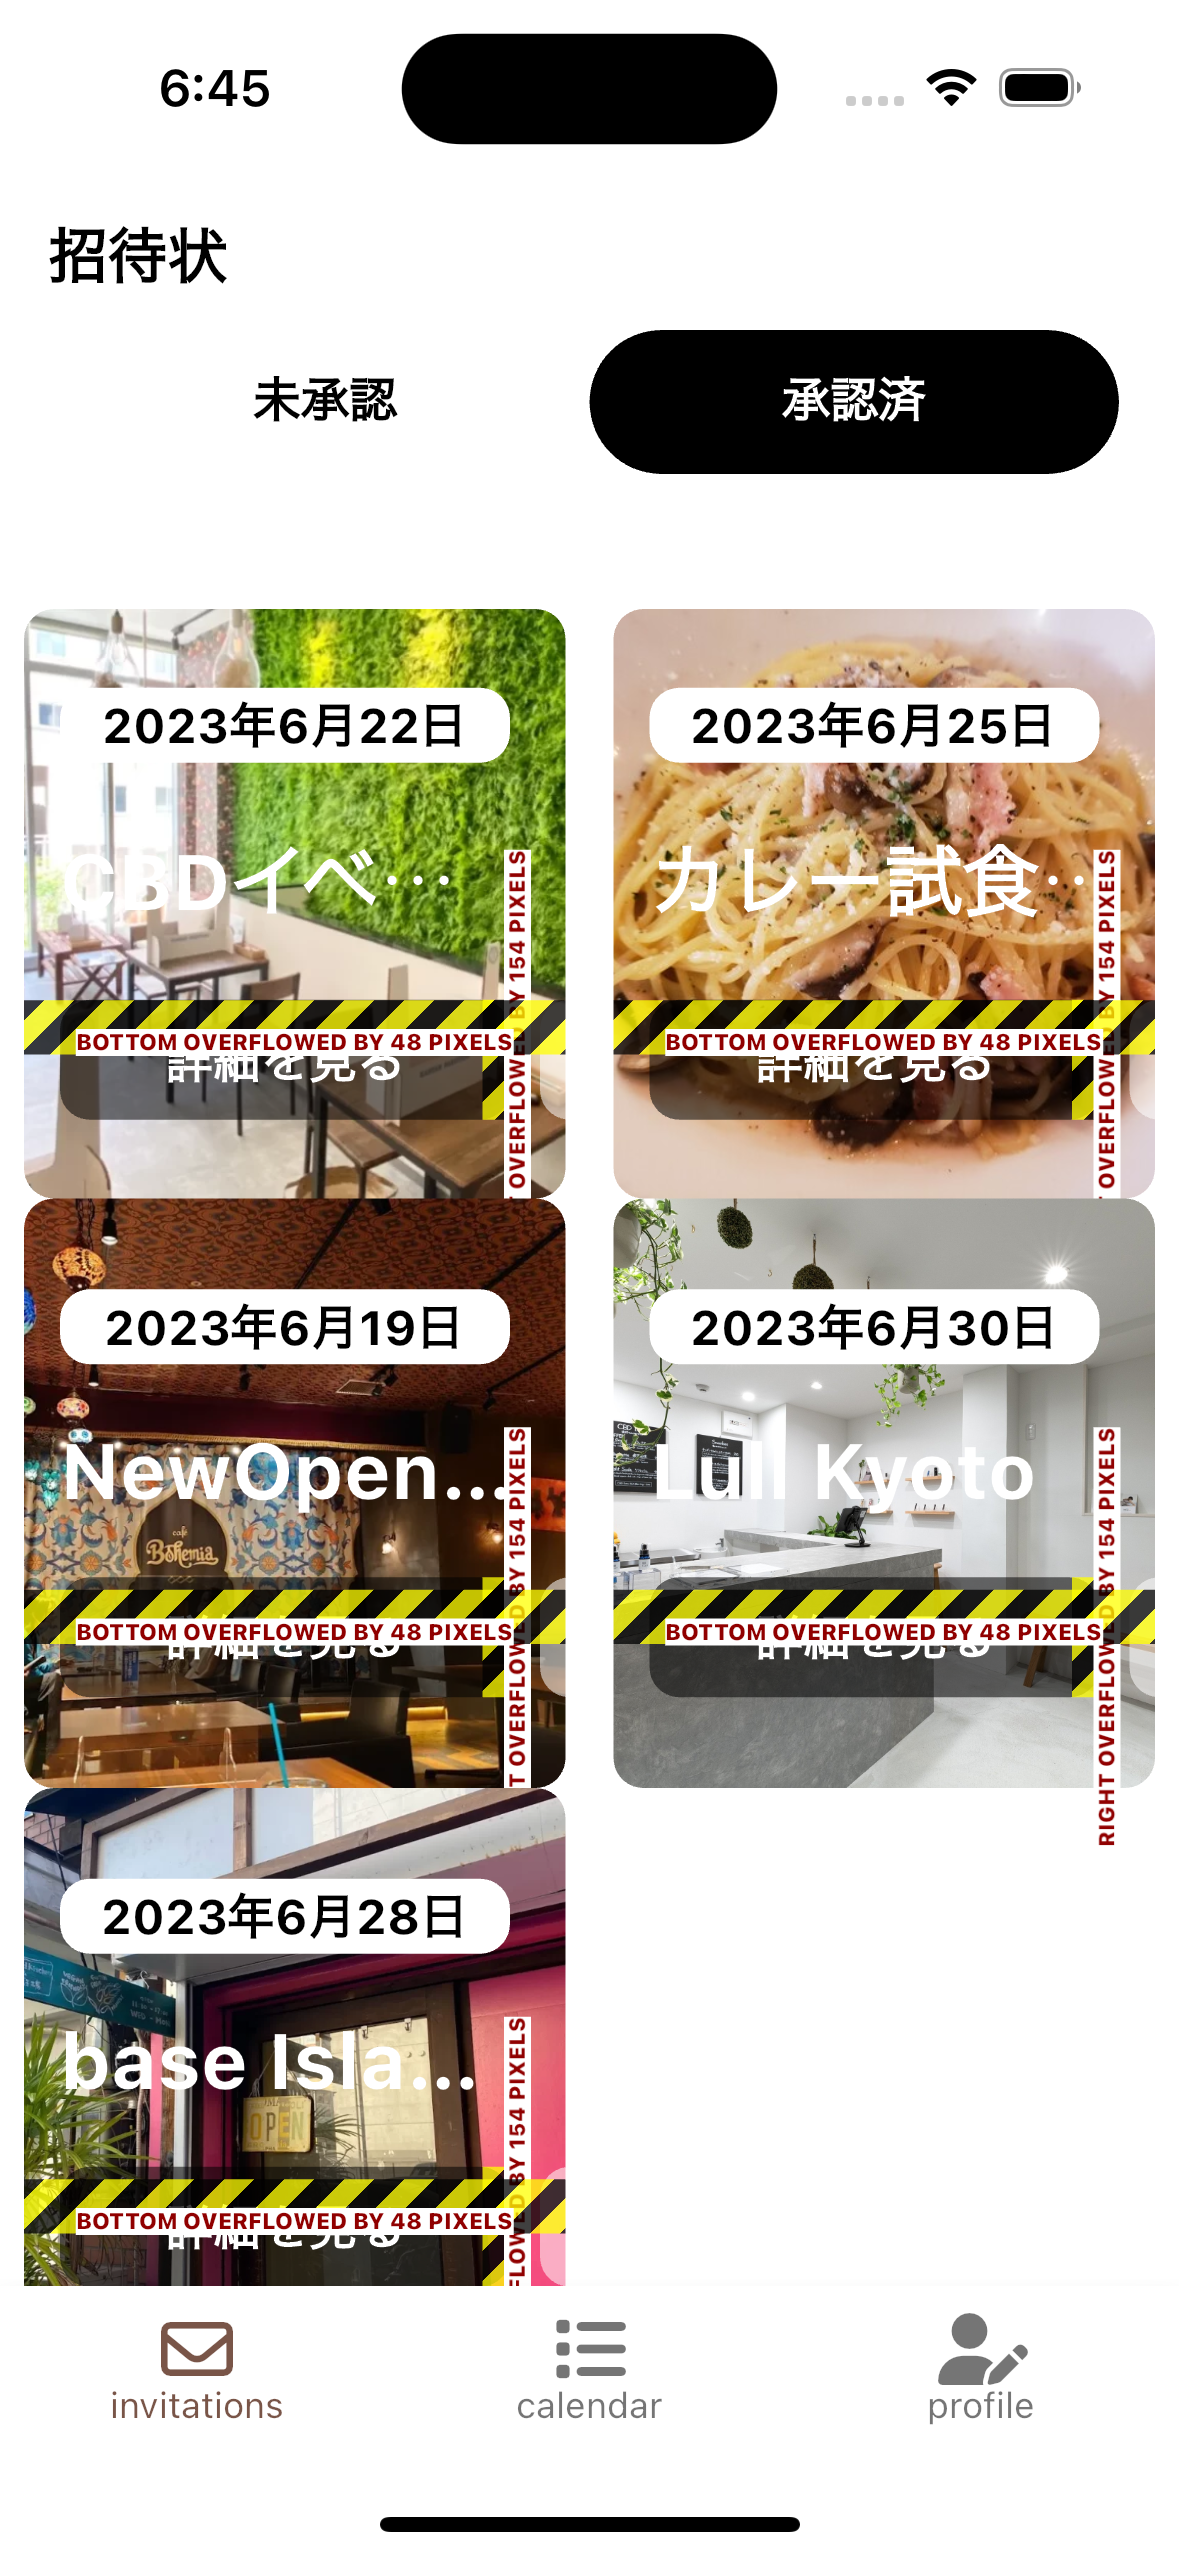 6:45
招待状
未承認
承認済
2023年6月22日
CBDイベ…
BOTTOM OVERFLOWED BY 48 PIXELS
詳細を見る
OVERFLOWED BY 154 PIXELS
2023年6月25日
カレー試食…
BOTTOM OVERFLOWED BY 48 PIXELS
詳細を見る
OVERFLOWED BY 154 PIXELS
2023年6月19日
NewOpen...
café
Bohemia
BOTTOM OVERFLOWED BY 48 PIXELS
詳細を見る
T OVERFLOWED BY 154 PIXELS
2023年6月30日
CBD
Lull Kyoto
BOTTOM OVERFLOWED BY 48 PIXELS
詳細を見る
RIGHT OVERFLOWED BY 154 PIXELS
2023年6月28日
base Isla...
OPEN
BOTTOM OVERFLOWED BY 48 PIXELS
詳細を見る
FLOWED BY 154 PIXELS
invitations
calendar
profile